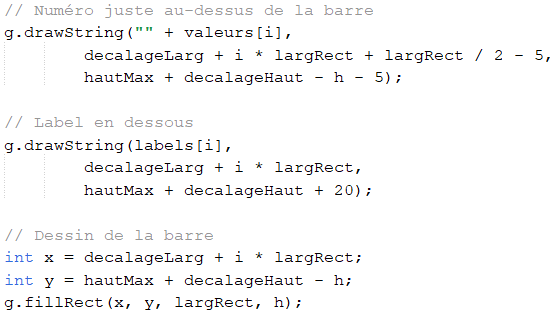 // Numéro juste au-dessus de la barre
g.drawString("" + valeurs[i],
decalageLarg + i * largRect + largRect / 2 - 5,
hautMax + decalageHaut - h - 5);
// Label en dessous
g.drawString(labels[i],
decalageLarg + i * largRect,
hautMax + decalageHaut + 20);
// Dessin de la barre
int x = decalageLarg + i * largRect;
int y = hautMax + decalageHaut - h;
g.fillRect(x, y, largRect, h);